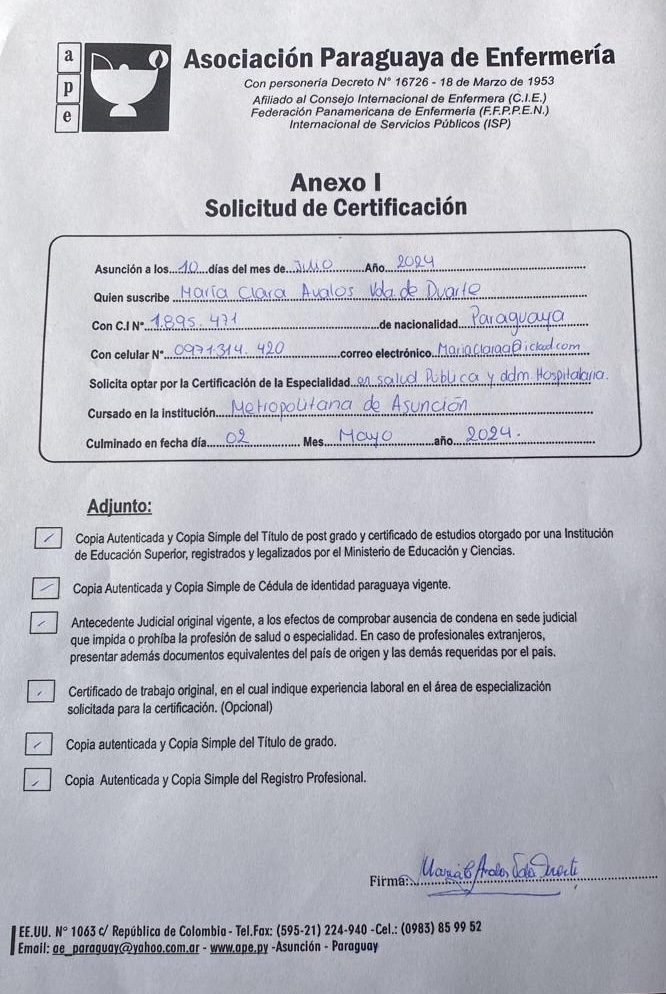 a
p
e
Asociación Paraguaya de Enfermería
Con personería Decreto N° 16726 - 18 de Marzo de 1953
Afiliado al Consejo Internacional de Enfermera (C.I.E.)
Federación Panamericana de Enfermería (F.F.P.P.E.N.)
Internacional de Servicios Públicos (ISP)
Anexo I
Solicitud de Certificación
Asunción a los...10...días del mes de...Julio........Año...2024
Quien suscribe María Clara Avalos Vda de Duarte
Con C.I N°.1.895.471......de nacionalidad...Paraguaya
Con celular N°...0971.314.420......correo electrónico.Mariaclaraa@iclod.com
Solicita optar por la Certificación de la Especialidad en salud Publica y adm. Hospitalaria.
Cursado en la institución...Metropolitana de Asunción
Culminado en fecha día......02......Mes...Mayo......año...2024.
Adjunto:
Copia Autenticada y Copia Simple del Título de post grado y certificado de estudios otorgado por una Institución
de Educación Superior, registrados y legalizados por el Ministerio de Educación y Ciencias.
Copia Autenticada y Copia Simple de Cédula de identidad paraguaya vigente.
Antecedente Judicial original vigente, a los efectos de comprobar ausencia de condena en sede judicial
que impida o prohíba la profesión de salud o especialidad. En caso de profesionales extranjeros,
presentar además documentos equivalentes del país de origen y las demás requeridas por el país.
Certificado de trabajo original, en el cual indique experiencia laboral en el área de especialización
solicitada para la certificación. (Opcional)
Copia autenticada y Copia Simple del Título de grado.
Copia Autenticada y Copia Simple del Registro Profesional.
Firma:..María C Avalos Vda Duarte
EE.UU. N° 1063 c/ República de Colombia - Tel.Fax: (595-21) 224-940 -Cel.: (0983) 85 99 52
Email: ae_paraguay@yahoo.com.ar - www.ape.py -Asunción - Paraguay